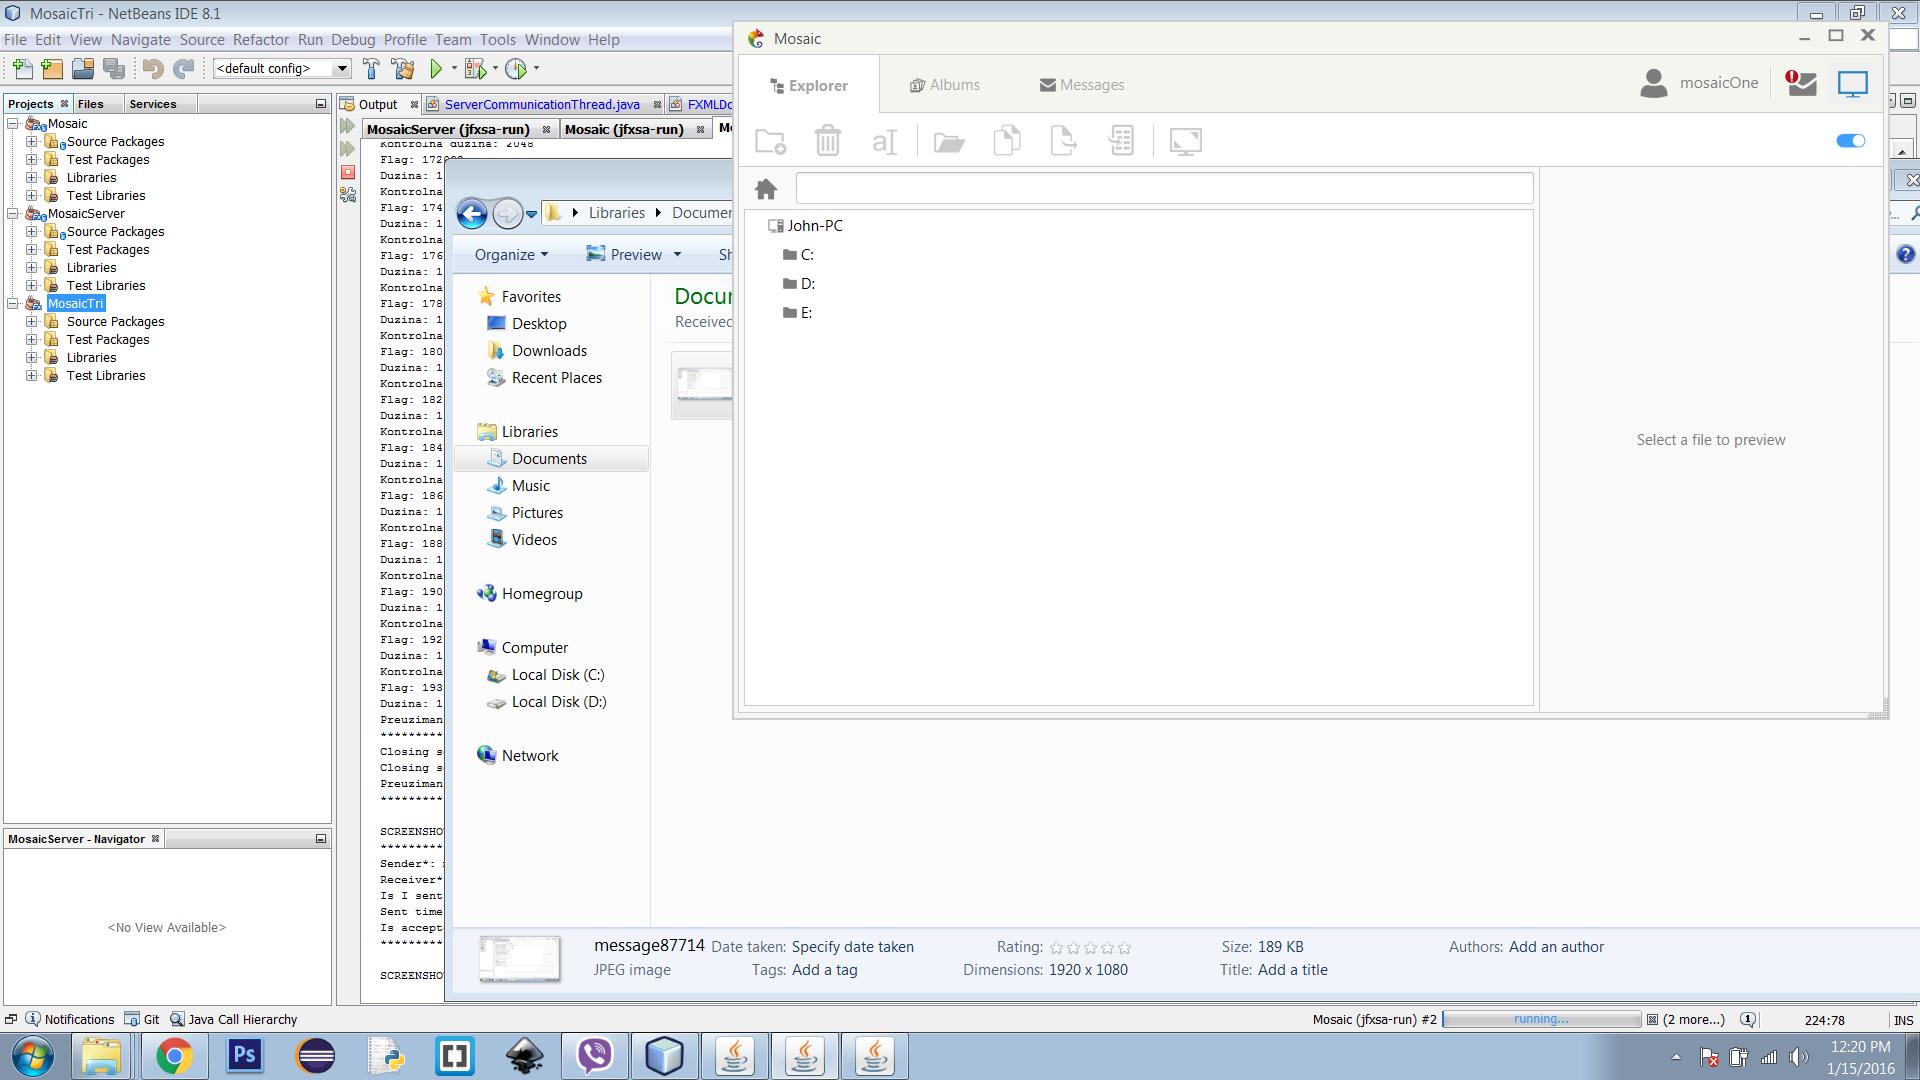 MosaicTri - NetBeans IDE 8.1
File Edit View Navigate Source Refactor Run Debug Profile Team Tools Window Help
<default config>
Projects Files Services
Mosaic
Source Packages
Test Packages
Libraries
Test Libraries
MosaicServer
Source Packages
Test Packages
Libraries
Test Libraries
MosaicTri
Source Packages
Test Packages
Libraries
Test Libraries
MosaicServer - Navigator
<No View Available>
Output ServerCommunicationThread.java FXMLDo
MosaicServer (jfxsa-run) Mosaic (jfxsa-run) Mo
Kontrolna duzina: 2048
Flag: 172
Duzina: 1
Kontrolna
Flag: 174
Duzina: 1
Kontrolna
Flag: 176
Duzina: 1
Kontrolna
Flag: 178
Duzina: 1
Kontrolna
Flag: 180
Duzina: 1
Kontrolna
Flag: 182
Duzina: 1
Kontrolna
Flag: 184
Duzina: 1
Kontrolna
Flag: 186
Duzina: 1
Kontrolna
Flag: 188
Duzina: 1
Kontrolna
Flag: 190
Duzina: 1
Kontrolna
Flag: 192
Duzina: 1
Kontrolna
Flag: 193
Duzina: 1
Preuziman
*********
Closing s
Closing s
Preuziman
*********
SCREENSHO
*********
Sender*:
Receiver*
Is I sent
Sent time
Is accept
*********
SCREENSHO
Libraries Documen
Organize Preview Sh
Favorites
Desktop
Downloads
Recent Places
Libraries
Documents
Music
Pictures
Videos
Homegroup
Computer
Local Disk (C:)
Local Disk (D:)
Network
Docu
Received
message87714 Date taken: Specify date taken Rating: Size: 189 KB Authors: Add an author
JPEG image Tags: Add a tag Dimensions: 1920 x 1080 Title: Add a title
Mosaic
Explorer Albums Messages mosaicOne
aI
John-PC
C:
D:
E:
Select a file to preview
Notifications Git Java Call Hierarchy Mosaic (jfxsa-run) #2 running... (2 more...) 224:78 INS
Ps
12:20 PM
1/15/2016